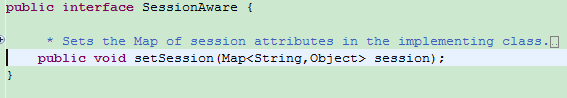 public interface SessionAware {
* Sets the Map of session attributes in the implementing class.
public void setSession(Map<String,Object> session);
}